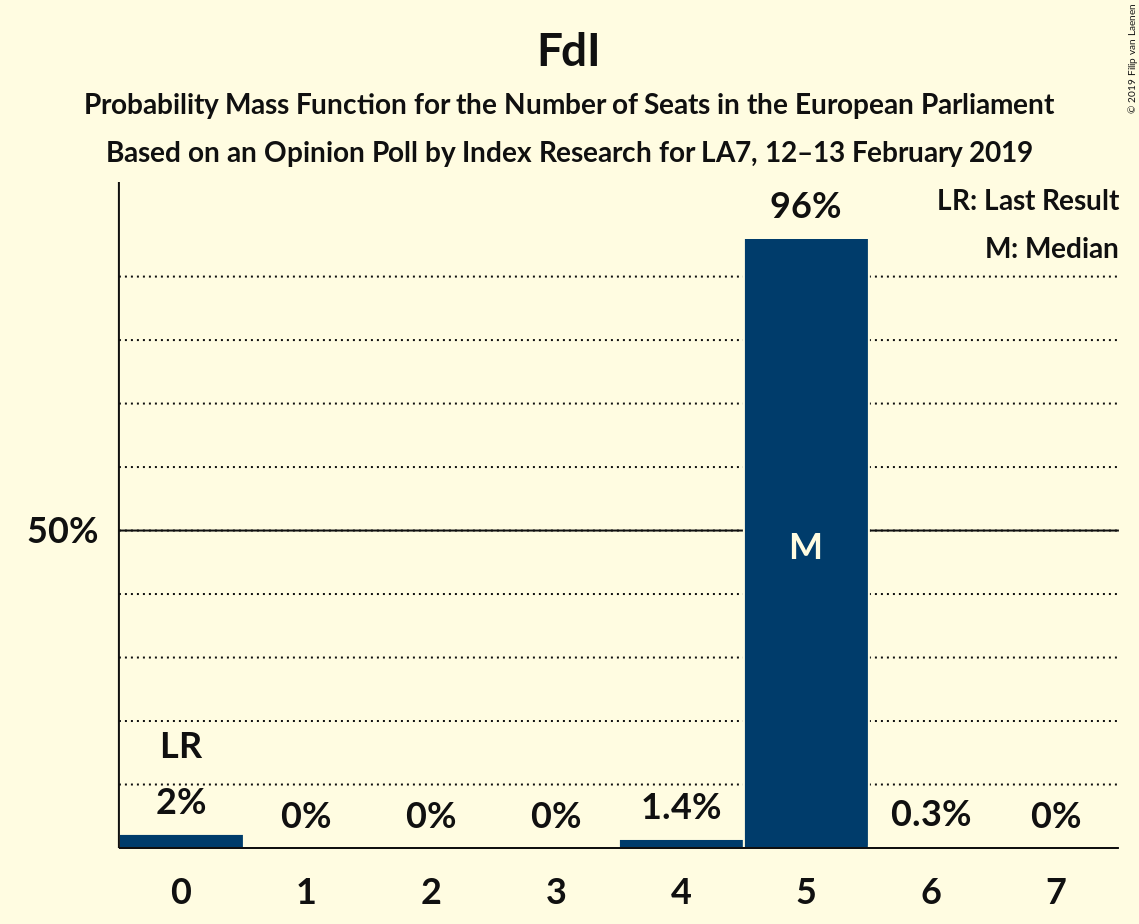 FdI
Probability Mass Function for the Number of Seats in the European Parliament
Based on an Opinion Poll by Index Research for LA7, 12–13 February 2019
© 2019 Filip van Laenen
LR: Last Result
M: Median
96%
50%
M
LR
2%
0%
0%
0%
1.4%
0.3%
0%
0
1
2
3
4
5
6
7